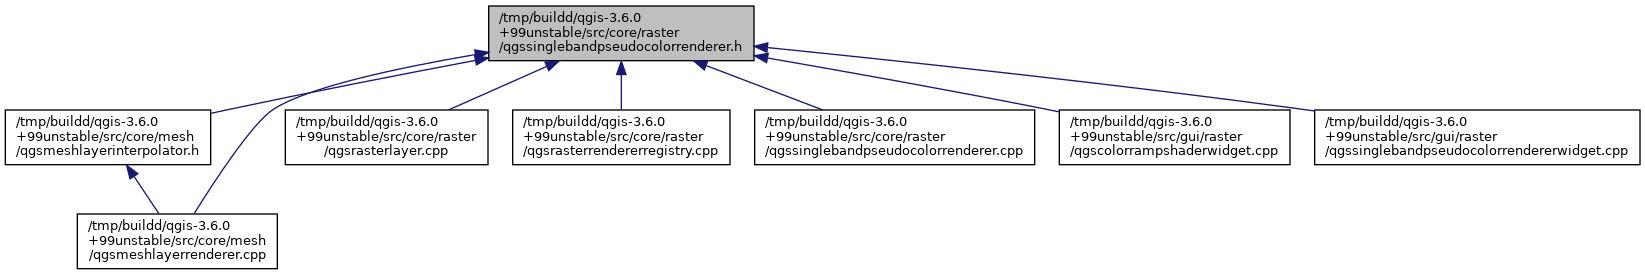 /tmp/buildd/qgis-3.6.0
+99unstable/src/core/raster
/qgssinglebandpseudocolorrenderer.h
/tmp/buildd/qgis-3.6.0
+99unstable/src/core/mesh
/qgsmeshlayerinterpolator.h
/tmp/buildd/qgis-3.6.0
+99unstable/src/core/raster
/qgsrasterlayer.cpp
/tmp/buildd/qgis-3.6.0
+99unstable/src/core/raster
/qgsrasterrendererregistry.cpp
/tmp/buildd/qgis-3.6.0
+99unstable/src/core/raster
/qgssinglebandpseudocolorrenderer.cpp
/tmp/buildd/qgis-3.6.0
+99unstable/src/gui/raster
/qgscolorrampshaderwidget.cpp
/tmp/buildd/qgis-3.6.0
+99unstable/src/gui/raster
/qgssinglebandpseudocolorrendererwidget.cpp
/tmp/buildd/qgis-3.6.0
+99unstable/src/core/mesh
/qgsmeshlayerrenderer.cpp